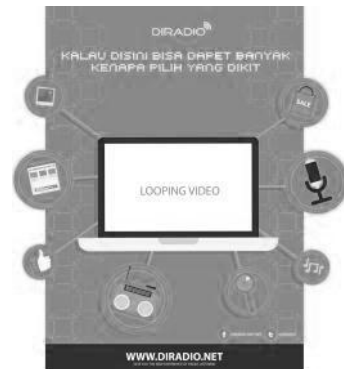 DIRADIO
KALAU DISINI BISA DAPET BANYAK
KENAPA PILIH YANG DIKIT
SALE
LOOPING VIDEO
WWW.DIRADIO.NET